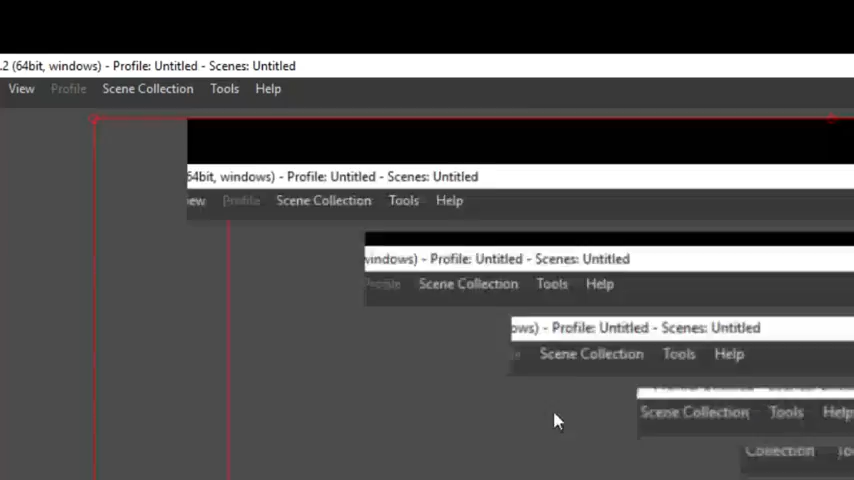 .2 (64bit, windows) - Profile: Untitled - Scenes: Untitled
View Profile Scene Collection Tools Help
64bit, windows) - Profile: Untitled - Scenes: Untitled
iew Profile Scene Collection Tools Help
windows) - Profile: Untitled - Scenes: Untitled
Profile Scene Collection Tools Help
ows) - Profile: Untitled - Scenes: Untitled
Scene Collection Tools Help
Scene Collection Tools Help
Collection